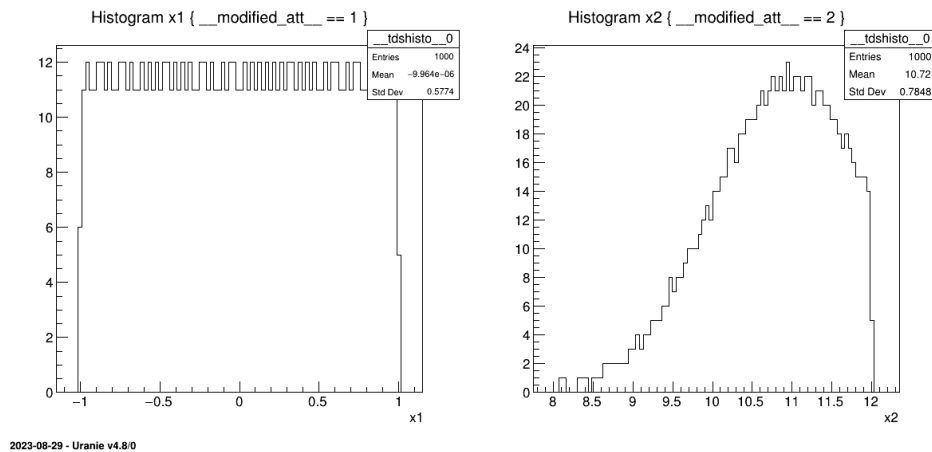 Histogram x1 { __modified_att__ == 1 }
__tdshisto__0
Entries 1000
Mean −9.964e−06
Std Dev 0.5774
12
10
8
6
4
2
0
−1
−0.5
0
0.5
1
x1
Histogram x2 { __modified_att__ == 2 }
__tdshisto__0
Entries 1000
Mean 10.72
Std Dev 0.7848
24
22
20
18
16
14
12
10
8
6
4
2
0
8
8.5
9
9.5
10
10.5
11
11.5
12
x2
2023-08-29 - Uranie v4.8/0